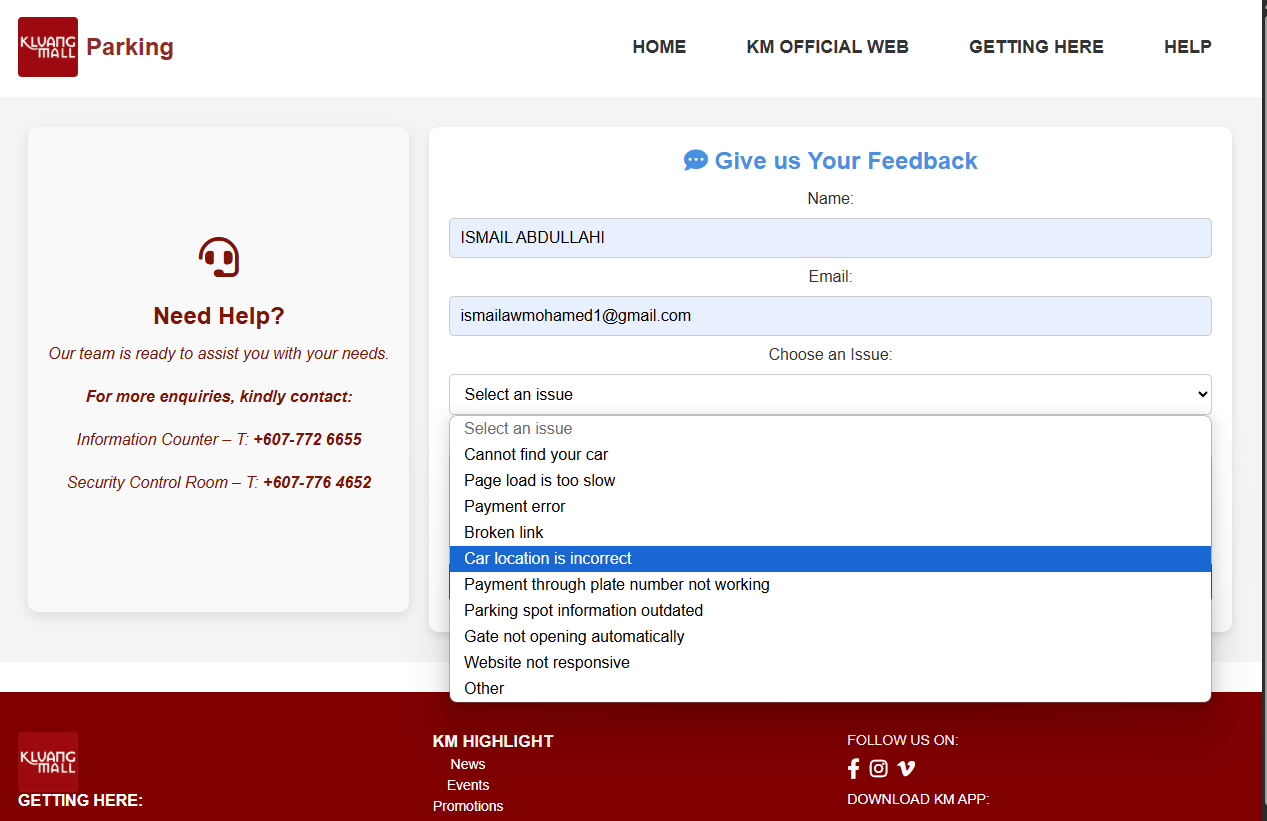 KLUANG
MALL
Parking
HOME
KM OFFICIAL WEB
GETTING HERE
HELP
Need Help?
Our team is ready to assist you with your needs.
For more enquiries, kindly contact:
Information Counter – T: +607-772 6655
Security Control Room – T: +607-776 4652
Give us Your Feedback
Name:
ISMAIL ABDULLAHI
Email:
ismailawmohamed1@gmail.com
Choose an Issue:
Select an issue
Select an issue
Cannot find your car
Page load is too slow
Payment error
Broken link
Car location is incorrect
Payment through plate number not working
Parking spot information outdated
Gate not opening automatically
Website not responsive
Other
KLUANG
MALL
GETTING HERE:
KM HIGHLIGHT
News
Events
Promotions
FOLLOW US ON:
DOWNLOAD KM APP: